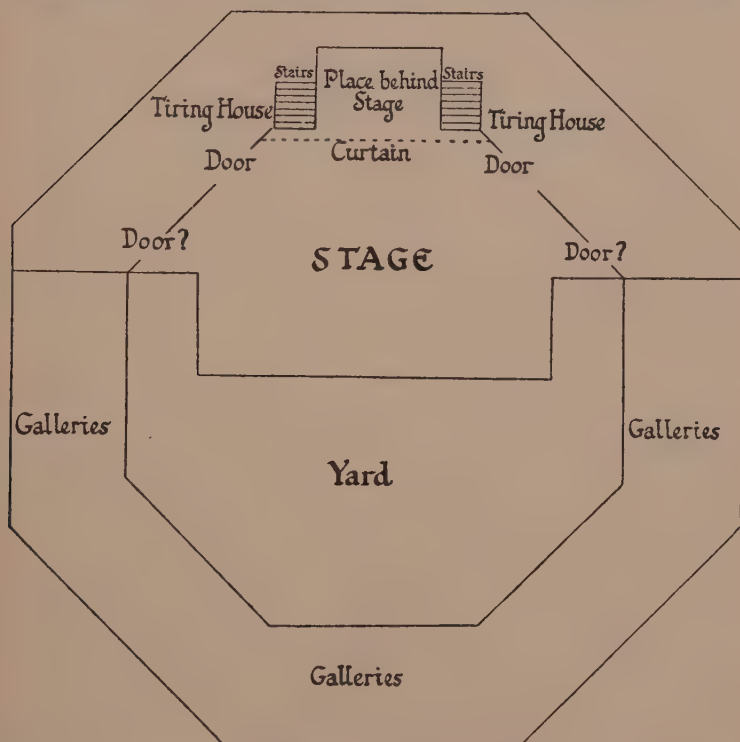 Stairs
Place behind
Stage
Stairs
Tiring House
Tiring House
Door
Curtain
Door
Door?
STAGE
Door?
Galleries
Yard
Galleries
Galleries